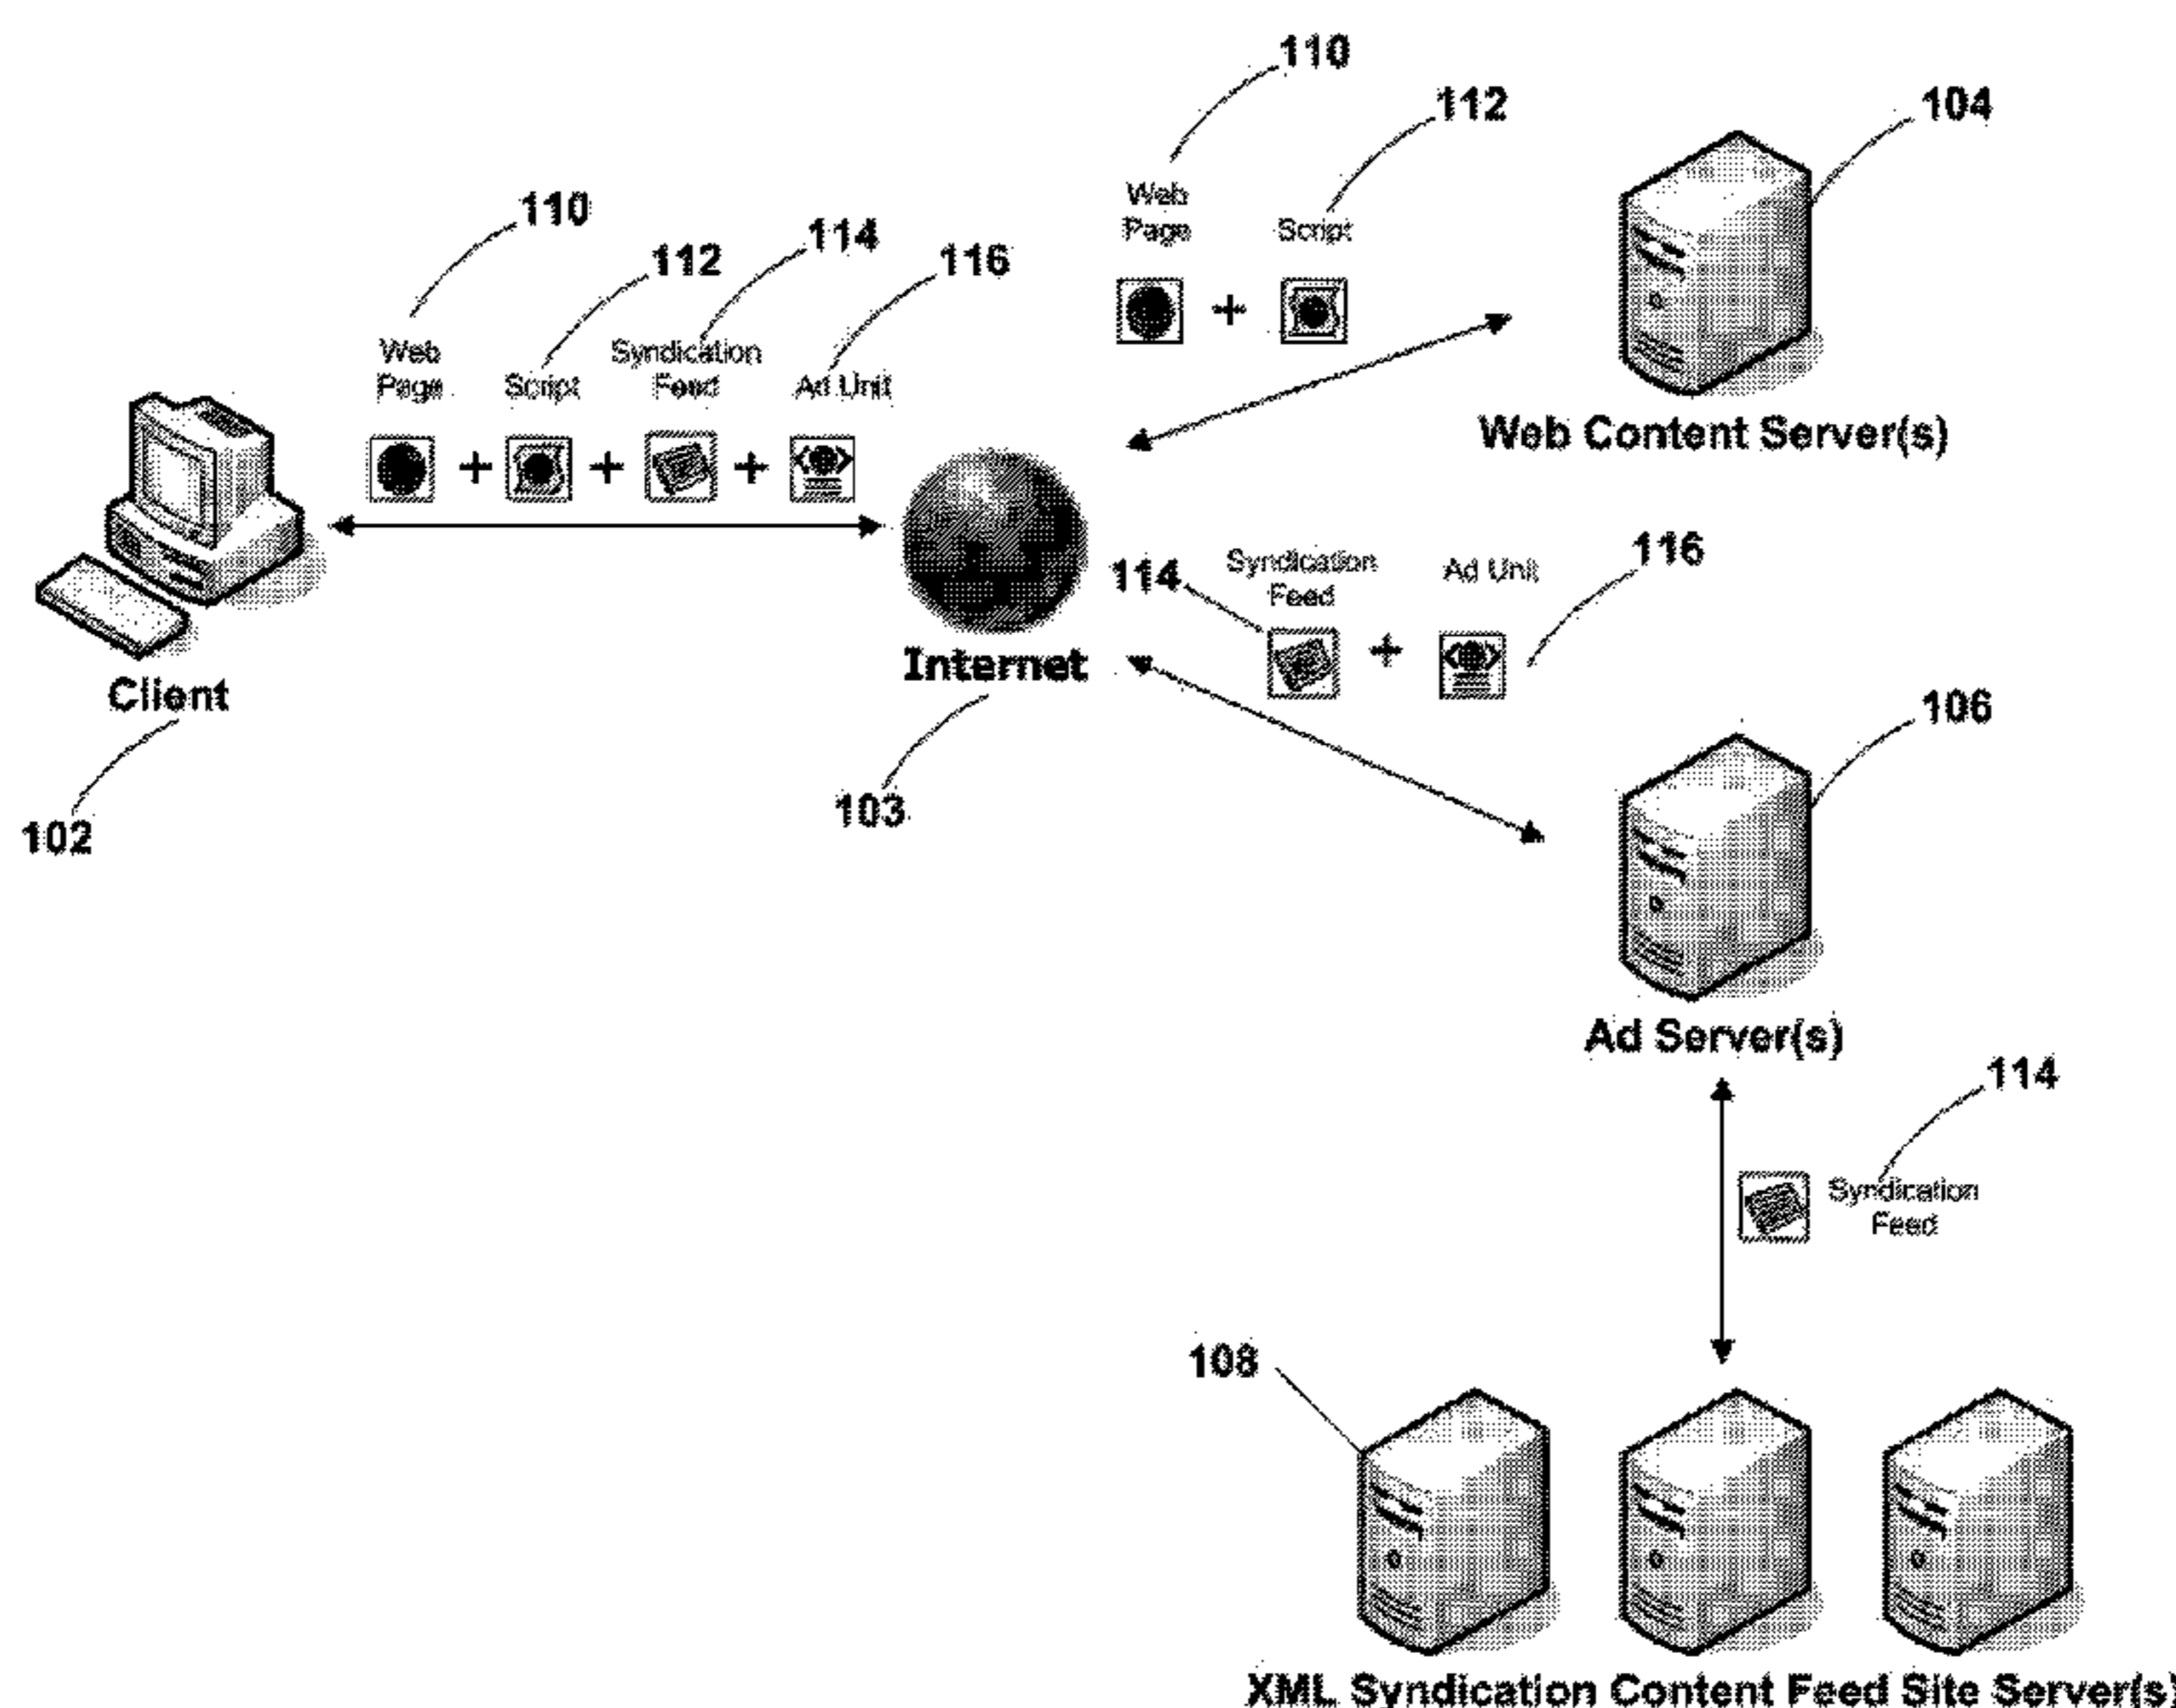 110
112
104
Web
Page
Script
110
112
114
116
Web
Page
Script
Syndication
Feed
Ad Unit
+
+
+
+
Web Content Server(s)
114
Syndication
Feed
Ad Unit
116
+
Internet
Client
103
102
106
Ad Server(s)
114
Syndication
Feed
108
XML Syndication Content Feed Site Server(s)